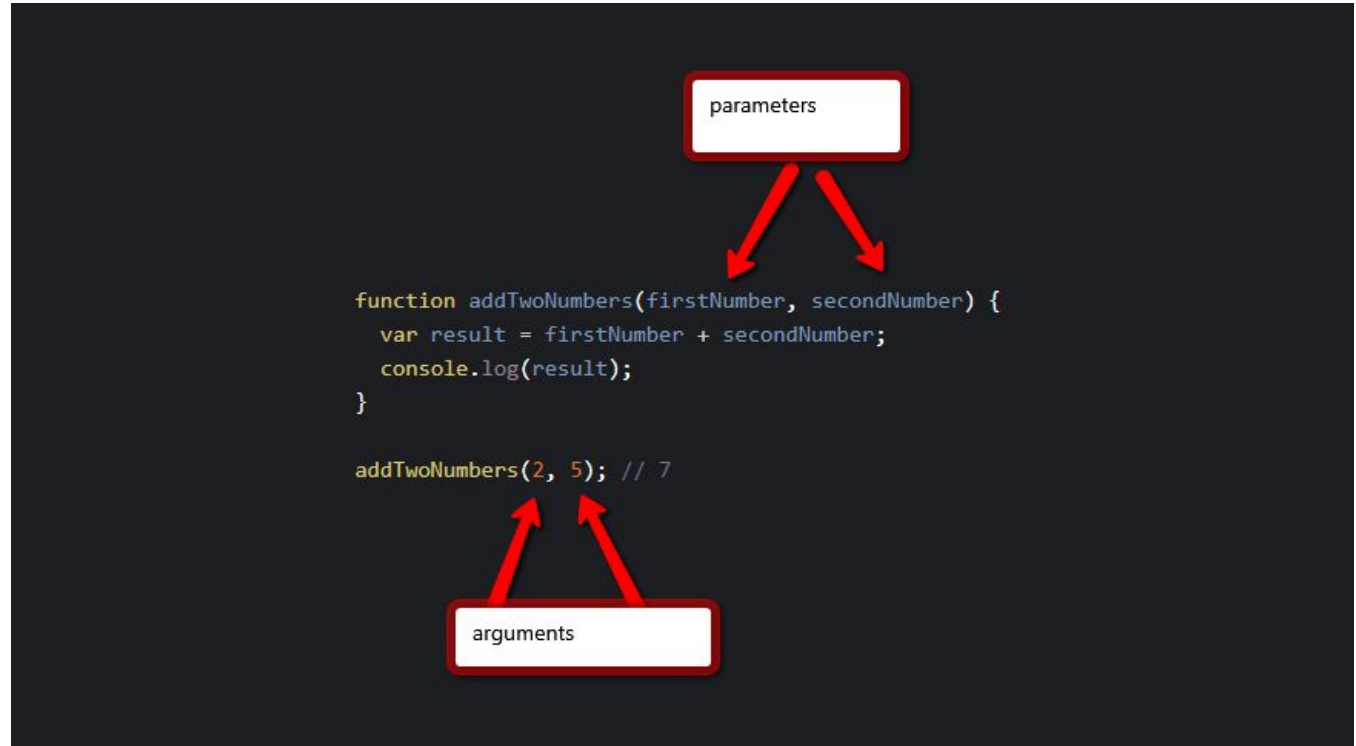 parameters
function addTwoNumbers(firstNumber, secondNumber) {
  var result = firstNumber + secondNumber;
  console.log(result);
}
addTwoNumbers(2, 5); // 7
arguments